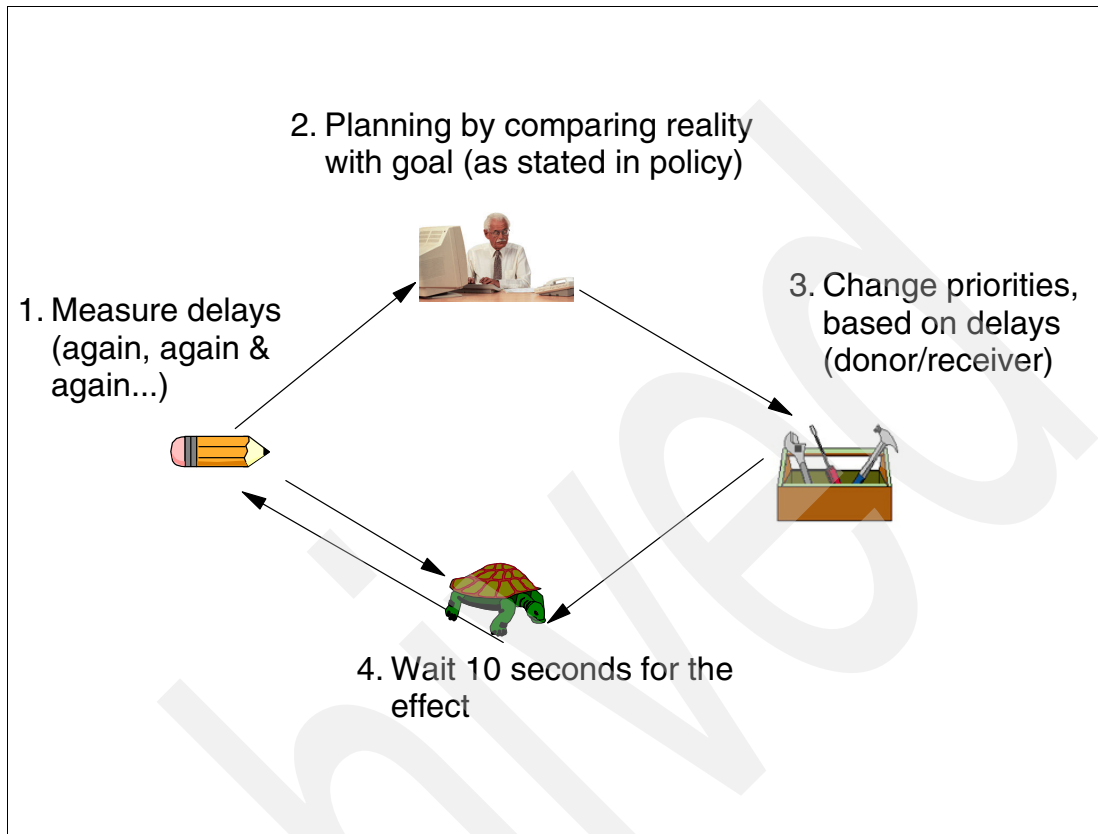 2. Planning by comparing reality
with goal (as stated in policy)
1. Measure delays
(again, again &
again...)
3. Change priorities,
based on delays
(donor/receiver)
4. Wait 10 seconds for the
effect